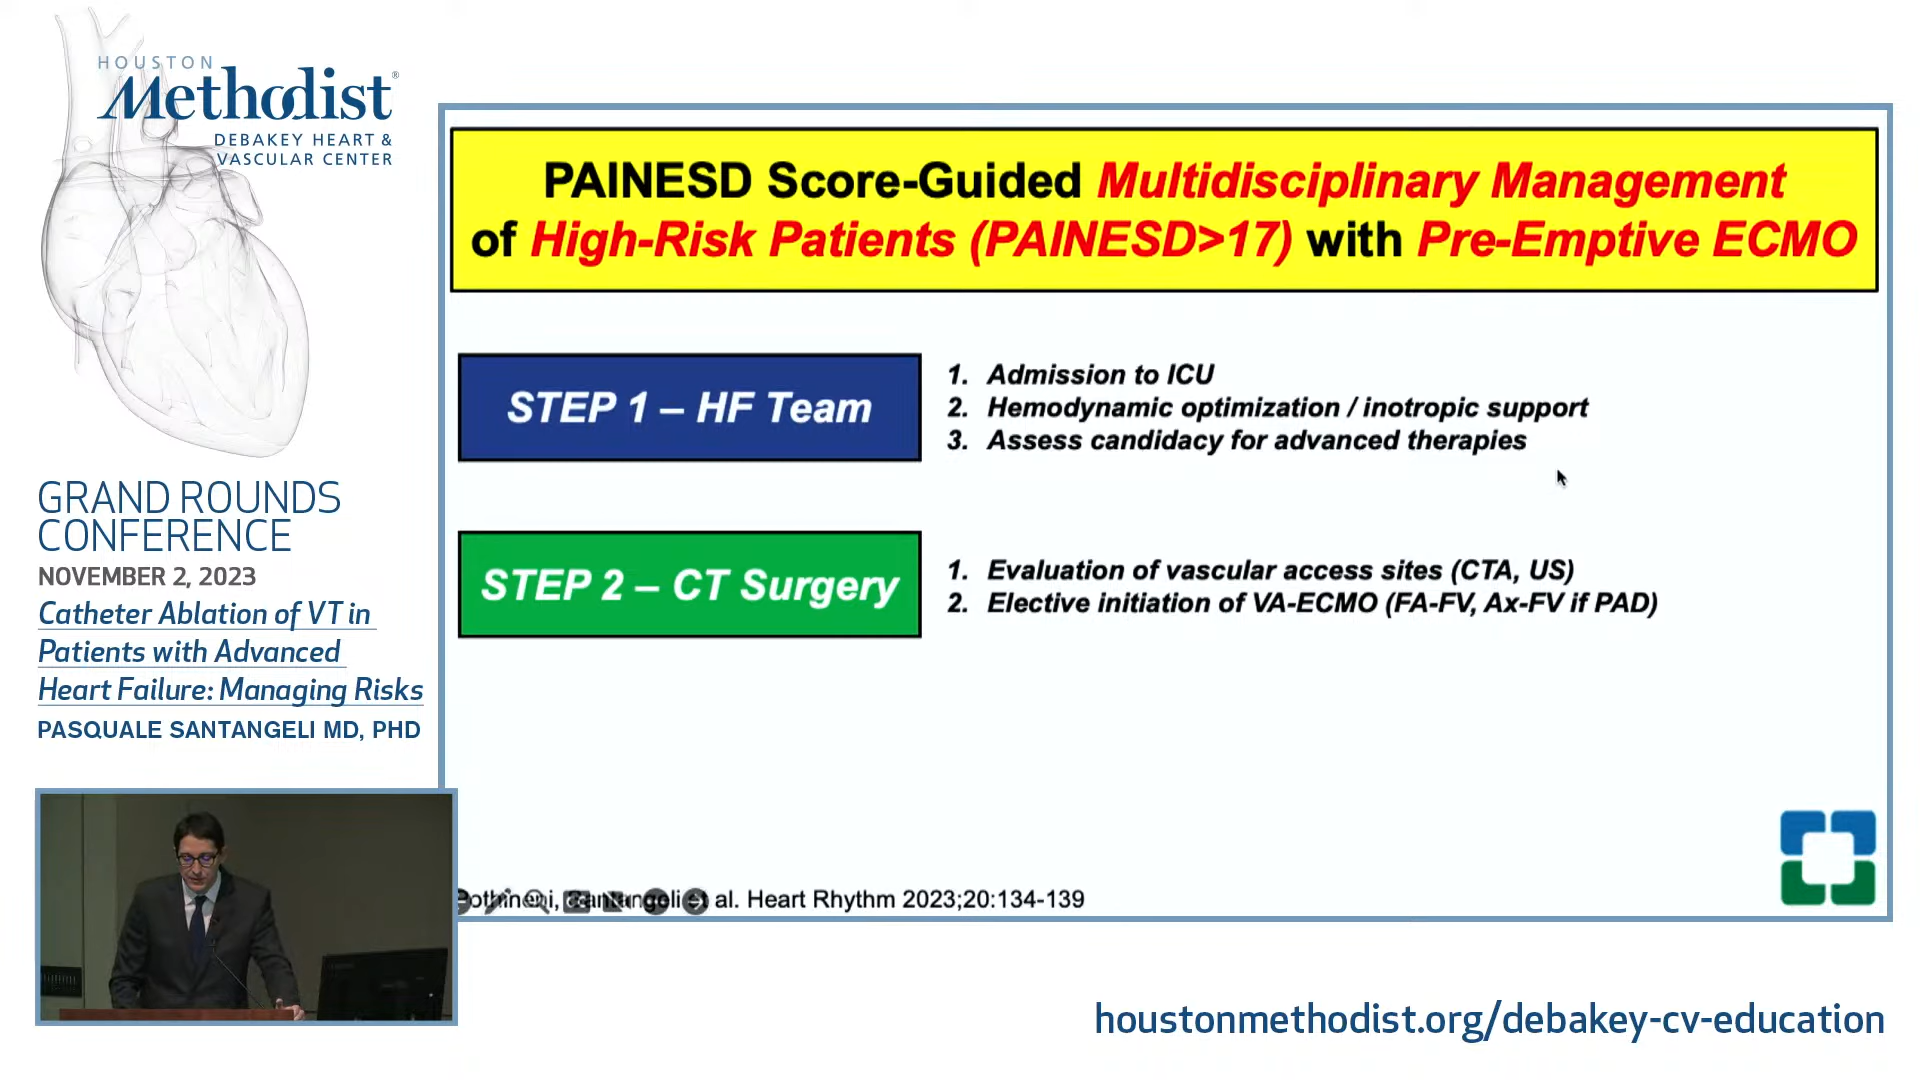 HOUSTON
Methodist®
DEBAKEY HEART &
VASCULAR CENTER
GRAND ROUNDS
CONFERENCE
NOVEMBER 2, 2023
Catheter Ablation of VT in
Patients with Advanced
Heart Failure: Managing Risks
PASQUALE SANTANGELI MD, PHD
PAINESD Score-Guided Multidisciplinary Management
of High-Risk Patients (PAINESD>17) with Pre-Emptive ECMO
STEP 1 – HF Team
1. Admission to ICU
2. Hemodynamic optimization / inotropic support
3. Assess candidacy for advanced therapies
STEP 2 – CT Surgery
1. Evaluation of vascular access sites (CTA, US)
2. Elective initiation of VA-ECMO (FA-FV, Ax-FV if PAD)
Pothineni, Santangeli et al. Heart Rhythm 2023;20:134-139
houstonmethodist.org/debakey-cv-education